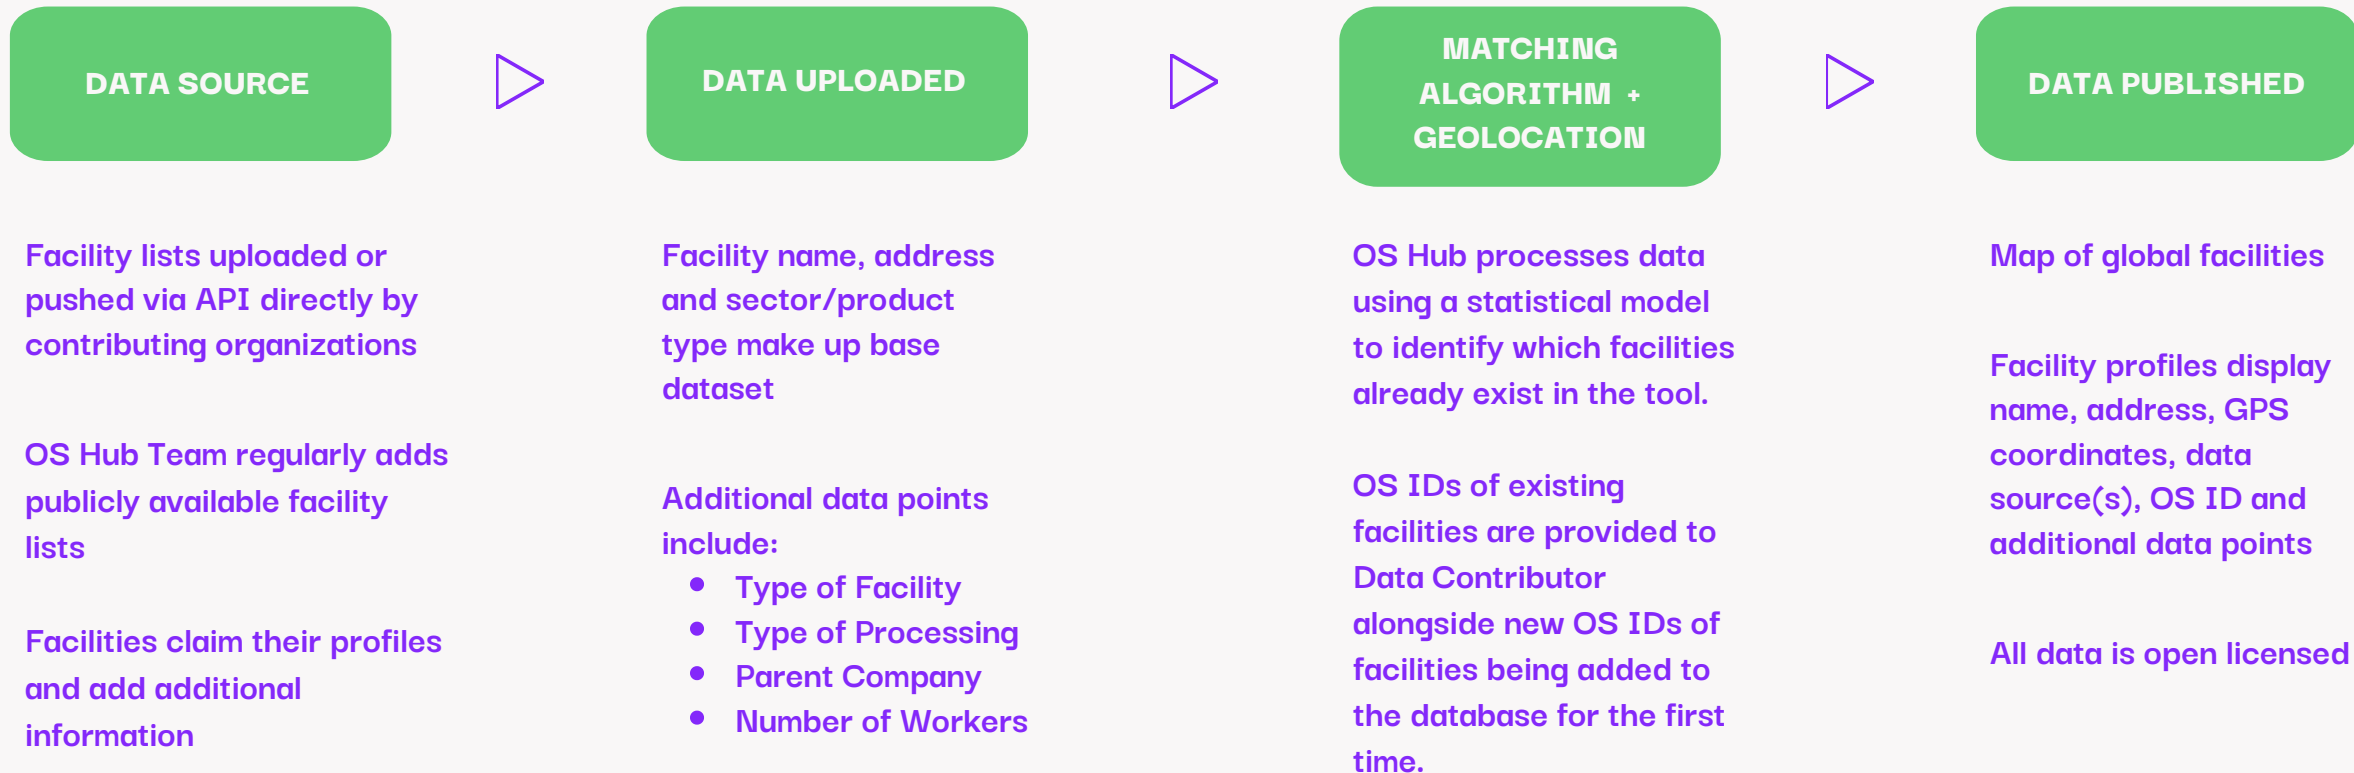 DATA SOURCE
Facility lists uploaded or
pushed via API directly by
contributing organizations
OS Hub Team regularly adds
publicly available facility
lists
Facilities claim their profiles
and add additional
information
DATA UPLOADED
Facility name, address
and sector/product
type make up base
dataset
Additional data points
include:
• Type of Facility
• Type of Processing
• Parent Company
• Number of Workers
MATCHING
ALGORITHM +
GEOLOCATION
OS Hub processes data
using a statistical model
to identify which facilities
already exist in the tool.
OS IDs of existing
facilities are provided to
Data Contributor
alongside new OS IDs of
facilities being added to
the database for the first
time.
DATA PUBLISHED
Map of global facilities
Facility profiles display
name, address, GPS
coordinates, data
source(s), OS ID and
additional data points
All data is open licensed